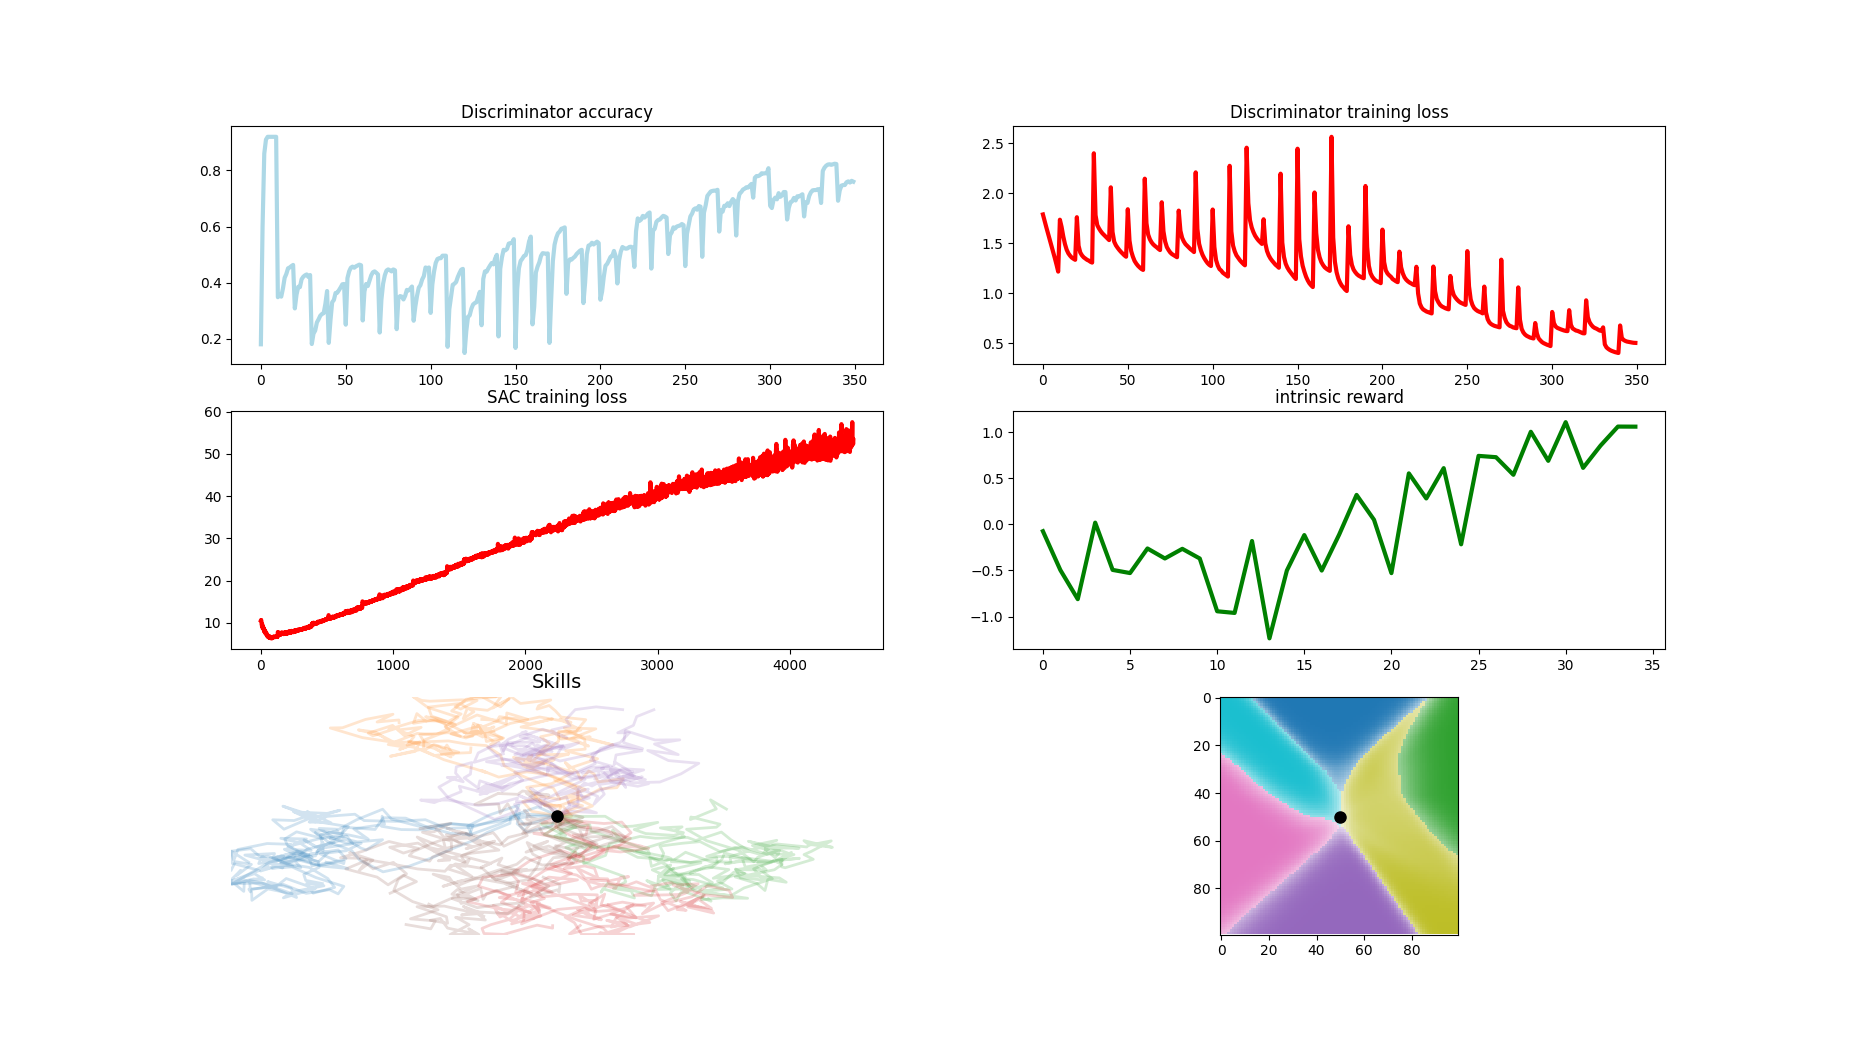 Discriminator accuracy
0.8
0.6
0.4
0.2
0 50 100 150 200 250 300 350
Discriminator training loss
2.5
2.0
1.5
1.0
0.5
0 50 100 150 200 250 300 350
SAC training loss
60
50
40
30
20
10
0 1000 2000 3000 4000
intrinsic reward
1.0
0.5
0.0
−0.5
−1.0
0 5 10 15 20 25 30 35
Skills
0
20
40
60
80
0 20 40 60 80